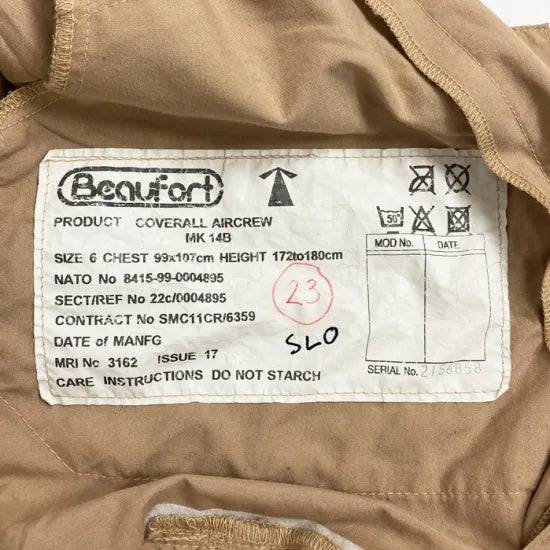 Beaufort
PRODUCT COVERALL AIRCREW
MK 14B
SIZE 6 CHEST 99x107cm HEIGHT 172to180cm
NATO No 8415-99-0004895
SECT/REF No 22c/0004895
CONTRACT No SMC11CR/6359
DATE of MANFG
MRI No 3162 ISSUE 17
CARE INSTRUCTIONS DO NOT STARCH
23
SLO
50°
MOD No. DATE
SERIAL No. 2156858